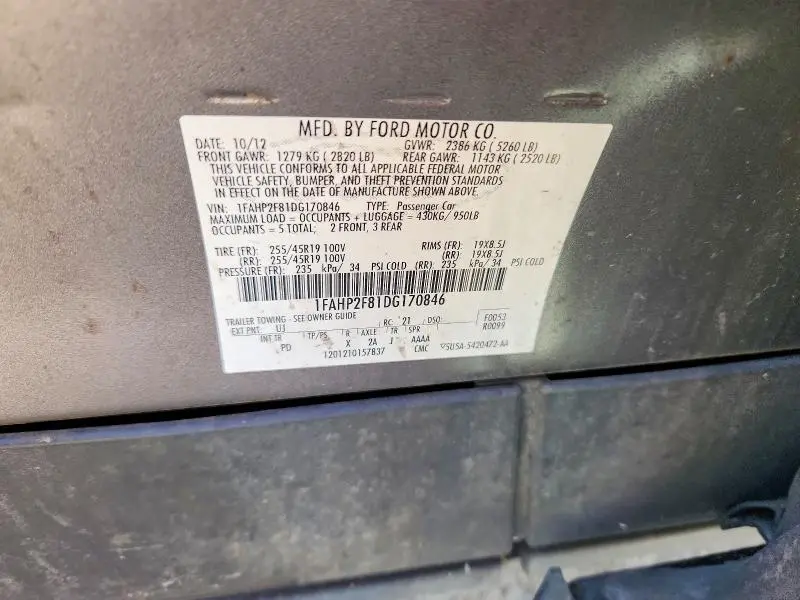 MFD. BY FORD MOTOR CO.
DATE: 10/12 GVWR: 2386 KG ( 5260 LB)
FRONT GAWR: 1279 KG ( 2820 LB) REAR GAWR: 1143 KG ( 2520 LB)
THIS VEHICLE CONFORMS TO ALL APPLICABLE FEDERAL MOTOR
VEHICLE SAFETY, BUMPER, AND THEFT PREVENTION STANDARDS
IN EFFECT ON THE DATE OF MANUFACTURE SHOWN ABOVE.
VIN: 1FAHP2F81DG170846 TYPE: Passenger Car
MAXIMUM LOAD = OCCUPANTS + LUGGAGE = 430KG/ 950LB
OCCUPANTS = 5 TOTAL; 2 FRONT, 3 REAR
TIRE (FR): 255/45R19 100V RIMS (FR): 19X8.5J
(RR): 255/45R19 100V (RR): 19X8.5J
PRESSURE (FR): 235 kPa/ 34 PSI COLD (RR): 235 kPa/ 34 PSI COLD
1FAHP2F81DG170846
TRAILER TOWING - SEE OWNER GUIDE
EXT PNT: UJ RC: 21 DSO: F0053
R0099
INT TR TP/PS R AXLE TR SPR
PD X 2A J AAAA
1201210157837 CMC 5U5A-5420472-AA